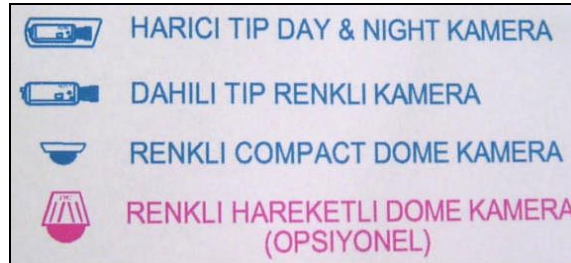 HARICI TIP DAY & NIGHT KAMERA
DAHILI TIP RENKLI KAMERA
RENKLI COMPACT DOME KAMERA
RENKLI HAREKETLI DOME KAMERA
(OPSIYONEL)